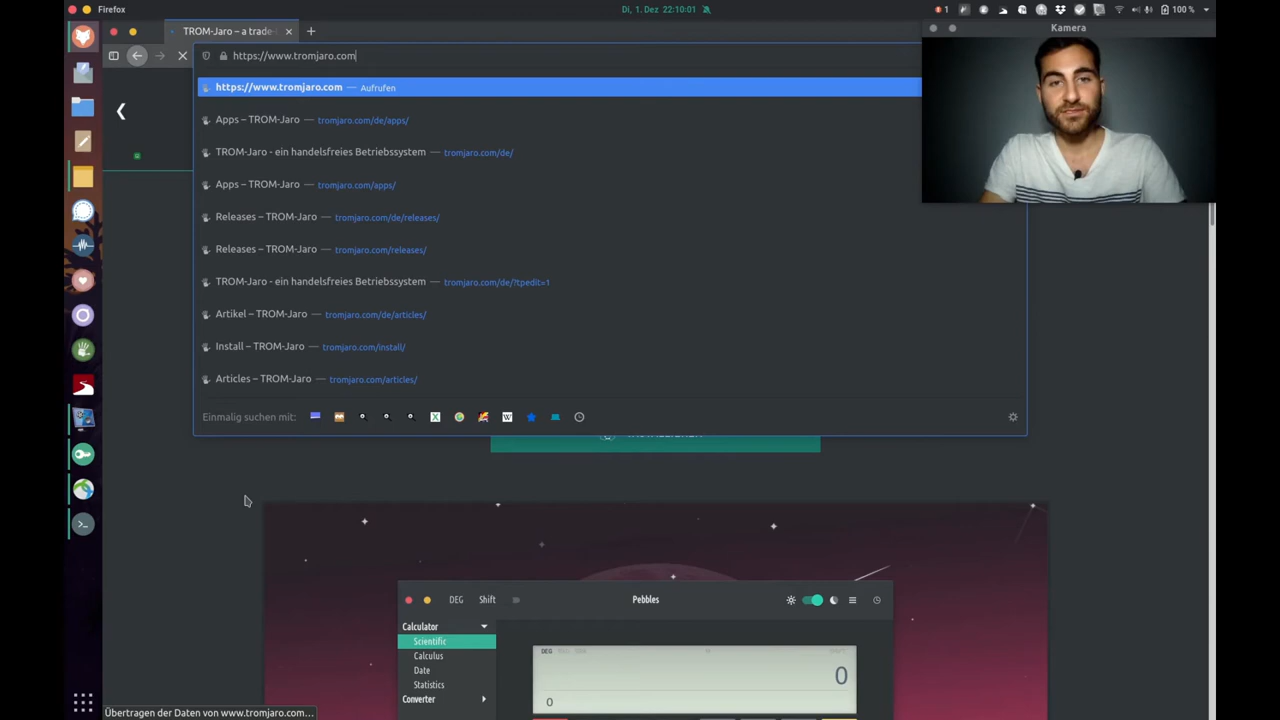 Firefox
Di, 1. Dez 22:10:01
1
100 %
Kamera
TROM-Jaro – a trade-
https://www.tromjaro.com
https://www.tromjaro.com — Aufrufen
Apps – TROM-Jaro — tromjaro.com/de/apps/
TROM-Jaro - ein handelsfreies Betriebssystem — tromjaro.com/de/
Apps – TROM-Jaro — tromjaro.com/apps/
Releases – TROM-Jaro — tromjaro.com/de/releases/
Releases – TROM-Jaro — tromjaro.com/releases/
TROM-Jaro - ein handelsfreies Betriebssystem — tromjaro.com/de/?tpedit=1
Artikel – TROM-Jaro — tromjaro.com/de/articles/
Install – TROM-Jaro — tromjaro.com/install/
Articles – TROM-Jaro — tromjaro.com/articles/
Einmalig suchen mit:
DEG Shift Pebbles
Calculator
Scientific
Calculus
Date
Statistics
Converter
DEG
0
0
Übertragen der Daten von www.tromjaro.com…